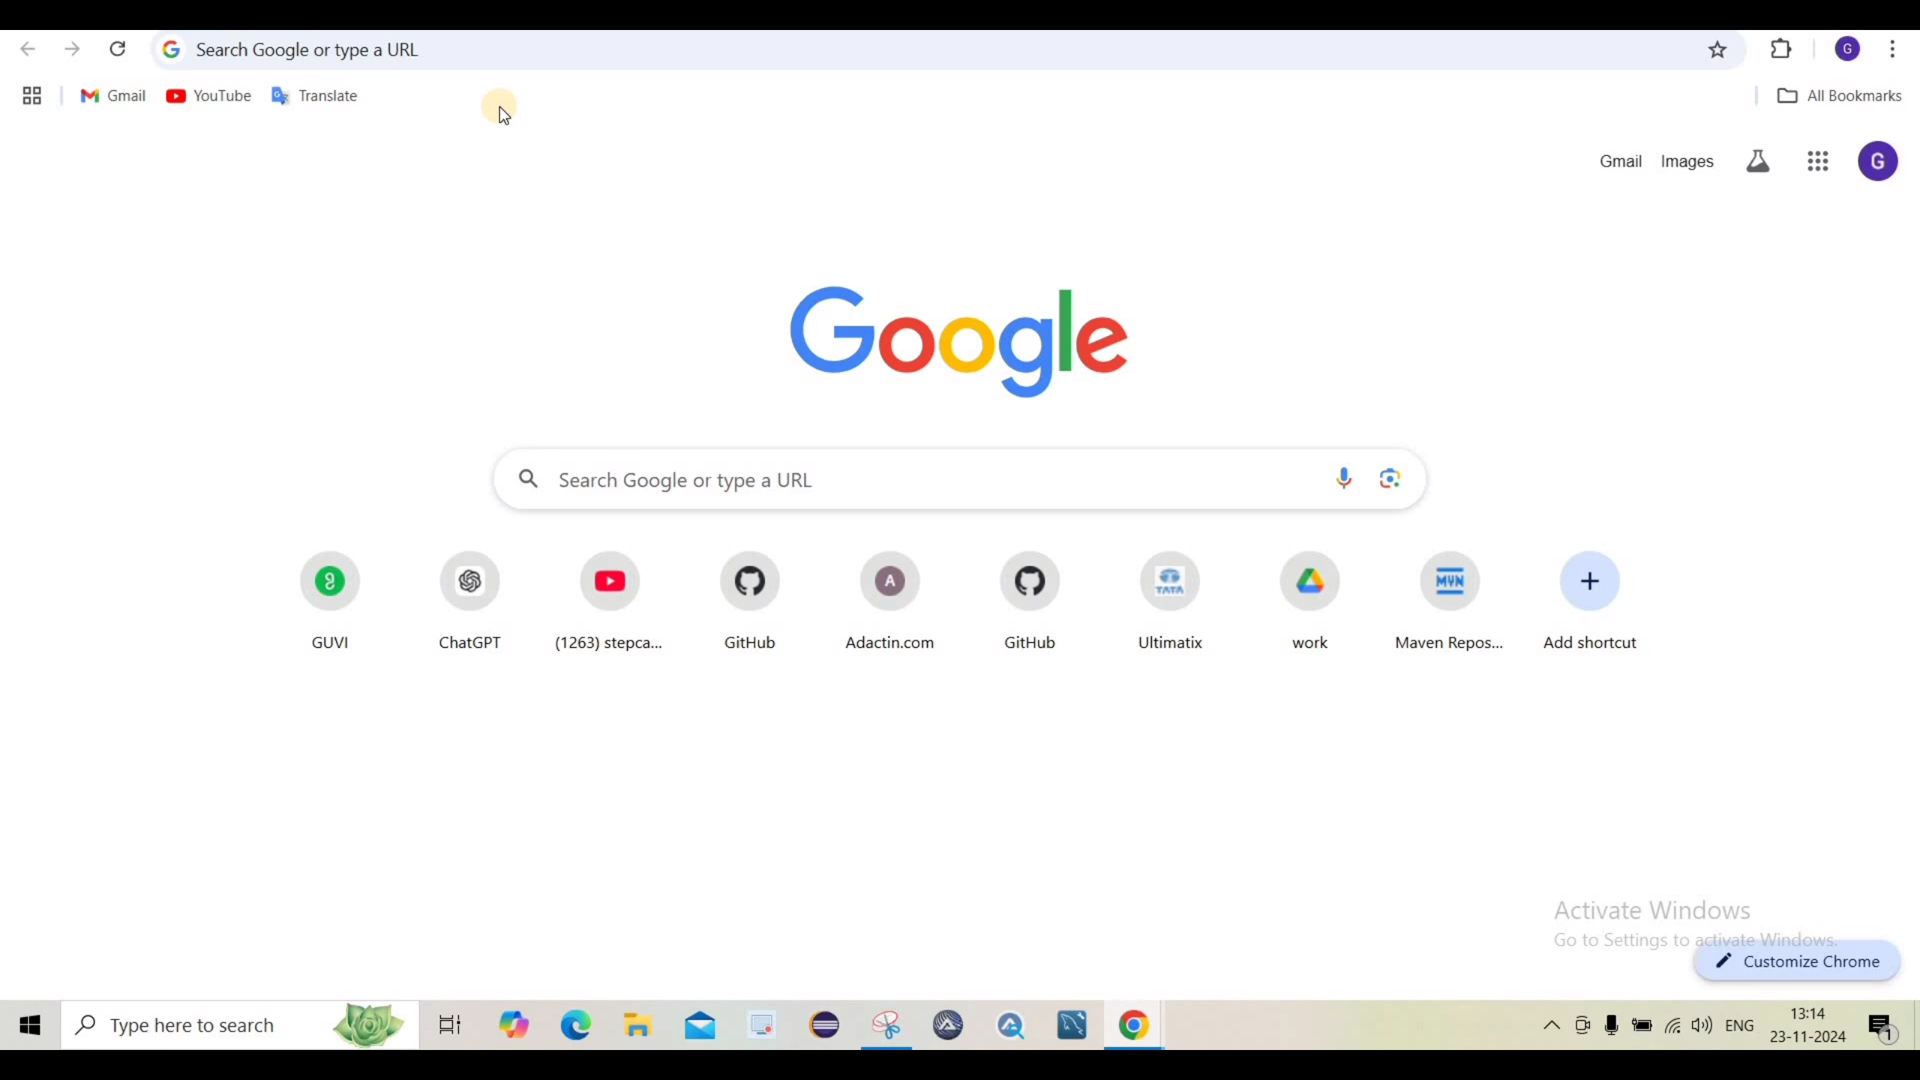 Search Google or type a URL
Gmail YouTube Translate All Bookmarks
Gmail Images G
Google
Search Google or type a URL
GUVI ChatGPT (1263) stepca... GitHub Adactin.com GitHub Ultimatix work Maven Repos... Add shortcut
Activate Windows
Go to Settings to activate Windows.
Customize Chrome
Type here to search ENG 13:14
23-11-2024